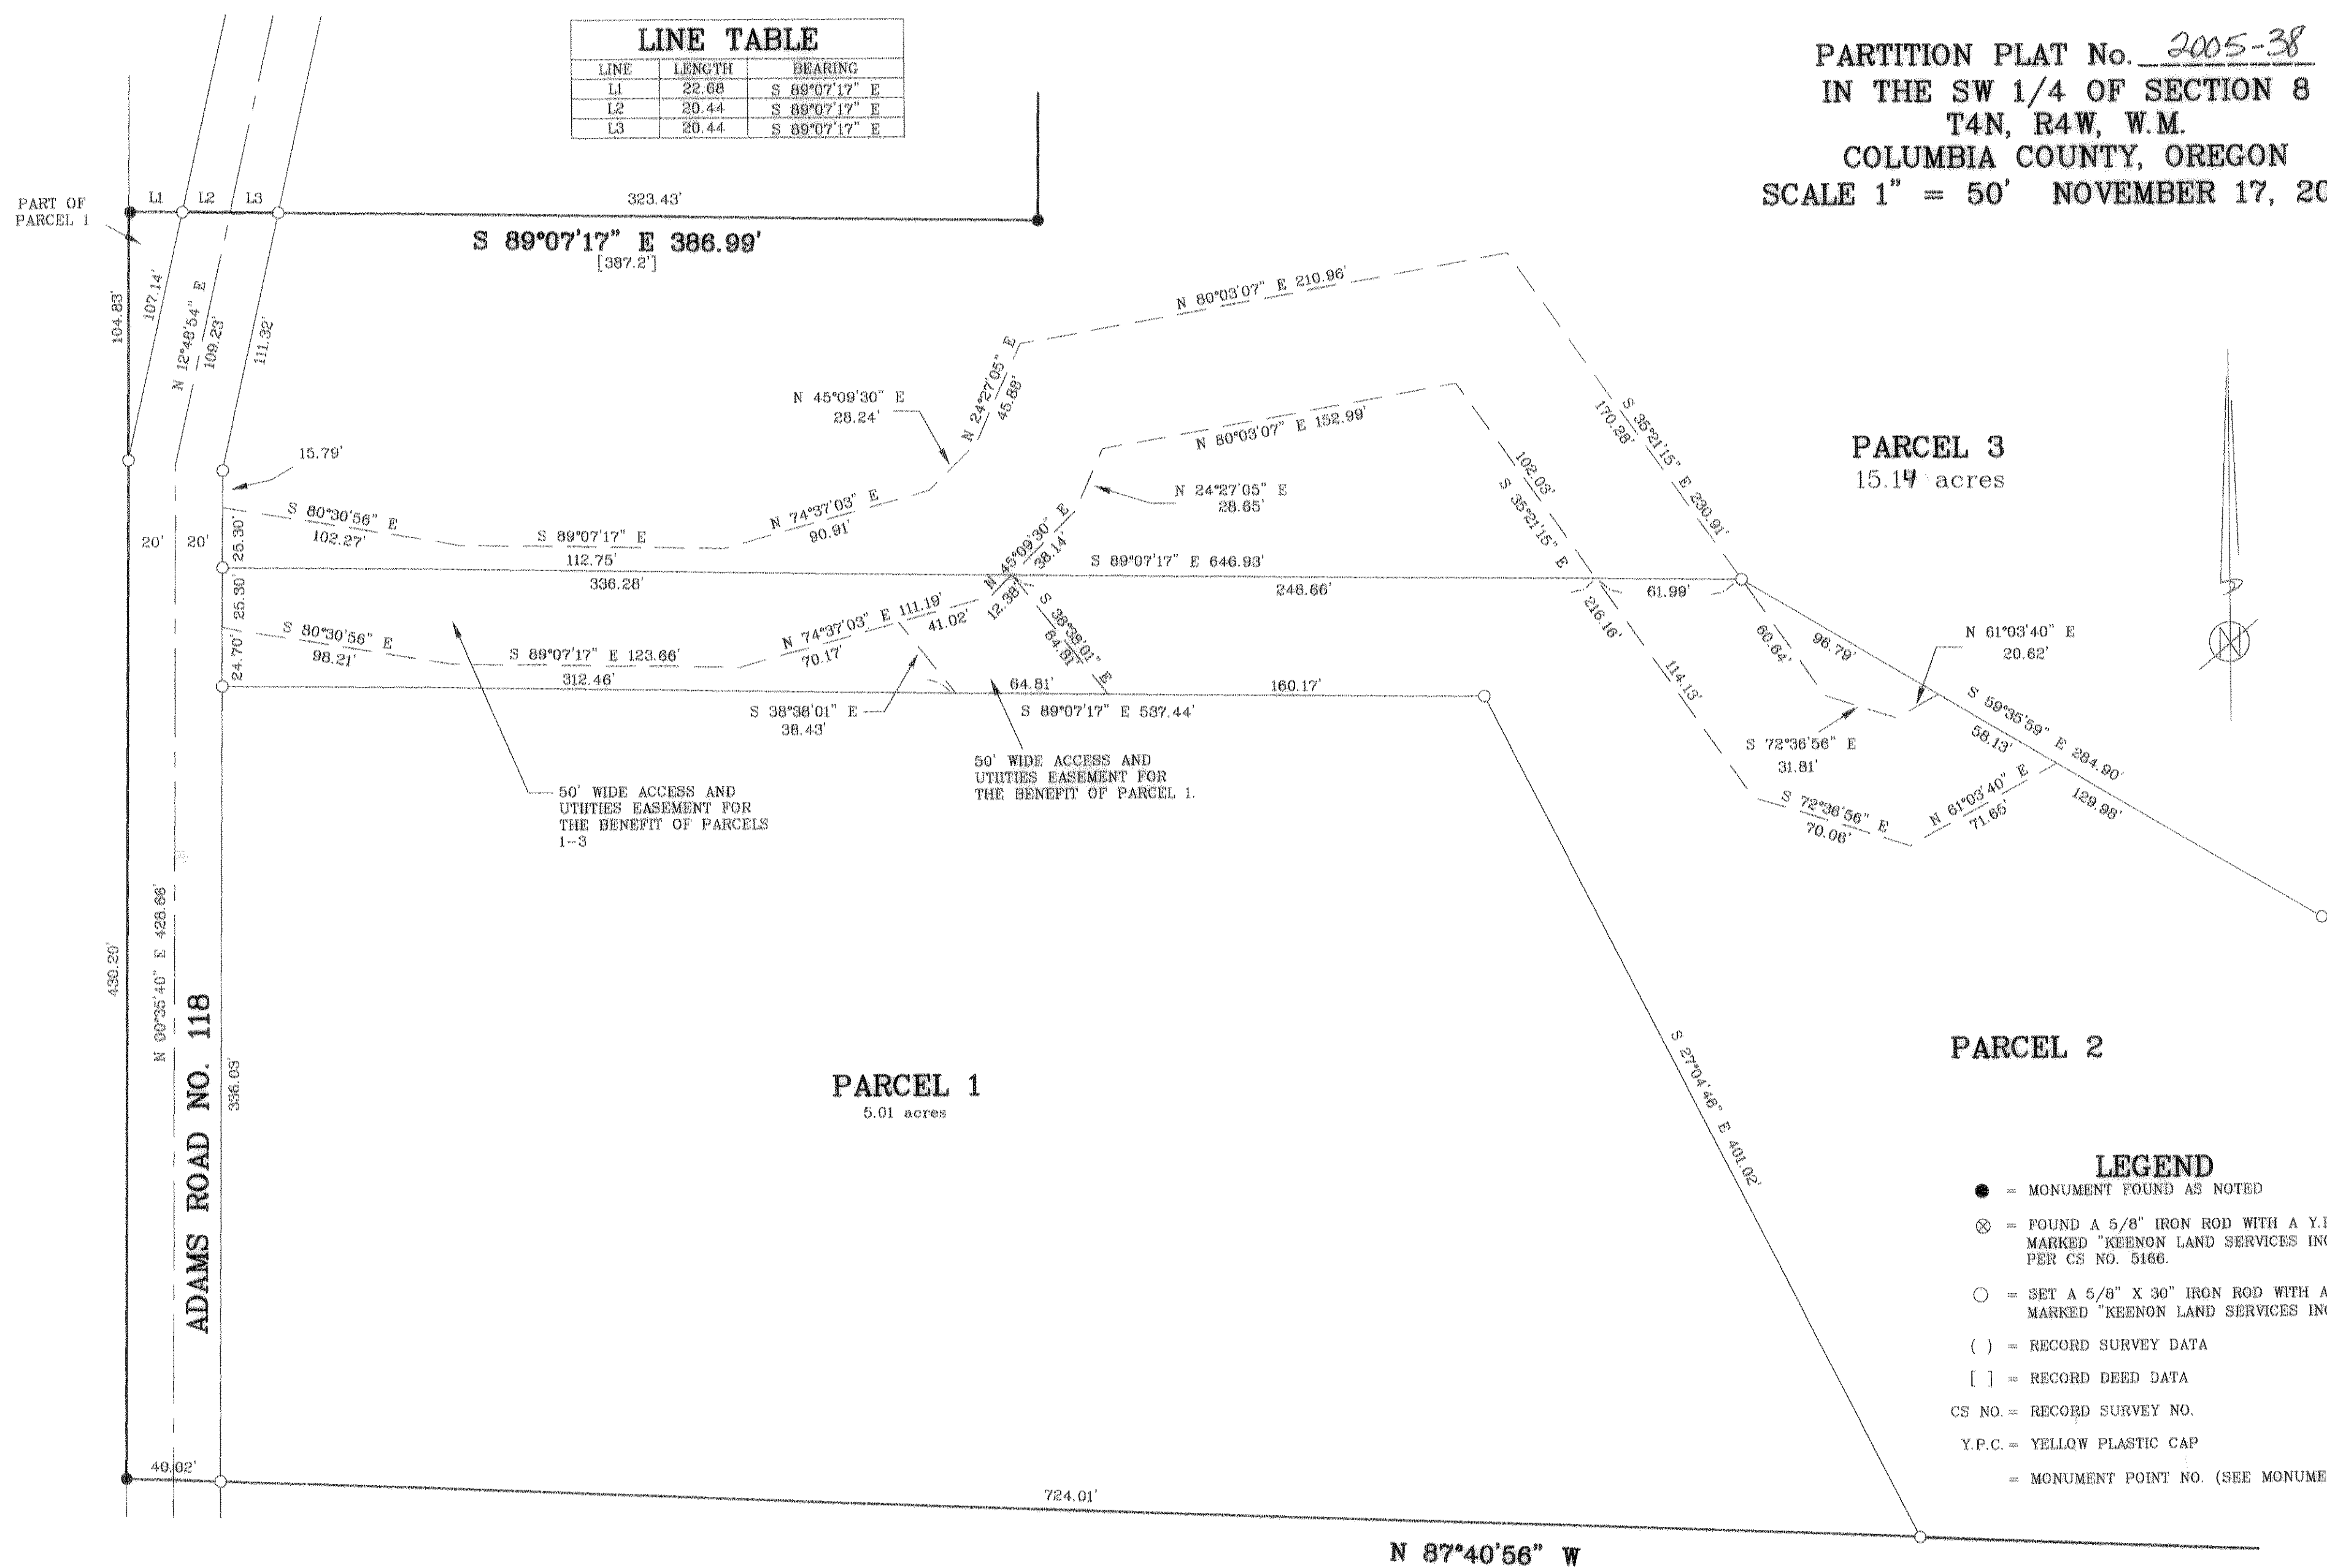 LINE TABLE
LINE LENGTH BEARING
L1 22.68 S 89°07'17" E
L2 20.44 S 89°07'17" E
L3 20.44 S 89°07'17" E
PARTITION PLAT No. 2005-38
IN THE SW 1/4 OF SECTION 8
T4N, R4W, W.M.
COLUMBIA COUNTY, OREGON
SCALE 1" = 50' NOVEMBER 17, 20
PART OF
PARCEL 1
L1 L2 L3
323.43'
S 89°07'17" E 386.99'
[387.2']
104.83'
107.14'
N 12°48'54" E
109.23'
111.32'
N 80°03'07" E 210.96'
N 45°09'30" E
28.24'
N 24°27'05" E
45.88'
N 80°03'07" E 152.99'
S 35°21'15" E 230.91'
170.28'
PARCEL 3
15.14 acres
15.79'
102.03'
S 35°21'15" E
216.16'
N 24°27'05" E
28.65'
S 80°30'56" E
102.27'
S 89°07'17" E
112.75'
N 74°37'03" E
90.91'
N 45°09'30" E
38.14'
12.38'
20' 20'
25.30'
25.30'
24.70'
336.28'
S 89°07'17" E 646.93'
248.66'
61.99'
S 80°30'56" E
98.21'
S 89°07'17" E 123.66'
312.46'
N 74°37'03" E 111.19'
70.17'
41.02'
S 38°38'01" E
64.81'
60.64'
96.79'
N 61°03'40" E
20.62'
64.81'
160.17'
S 89°07'17" E 537.44'
S 38°38'01" E
38.43'
114.13'
S 72°36'56" E
31.81'
S 59°35'59" E 284.90'
58.13'
129.98'
S 72°36'56" E
70.06'
N 61°03'40" E
71.65'
50' WIDE ACCESS AND
UTIITIES EASEMENT FOR
THE BENEFIT OF PARCEL 1.
50' WIDE ACCESS AND
UTIITIES EASEMENT FOR
THE BENEFIT OF PARCELS
1-3
430.20'
N 00°35'40" E 428.66'
ADAMS ROAD NO. 118
336.03'
PARCEL 1
5.01 acres
S 27°04'48" E 401.02'
PARCEL 2
LEGEND
= MONUMENT FOUND AS NOTED
= FOUND A 5/8" IRON ROD WITH A Y.
MARKED "KEENON LAND SERVICES IN
PER CS NO. 5166.
= SET A 5/8" X 30" IRON ROD WITH A
MARKED "KEENON LAND SERVICES IN
( ) = RECORD SURVEY DATA
[ ] = RECORD DEED DATA
CS NO. = RECORD SURVEY NO.
Y.P.C. = YELLOW PLASTIC CAP
= MONUMENT POINT NO. (SEE MONUME
40.02'
724.01'
N 87°40'56" W
N